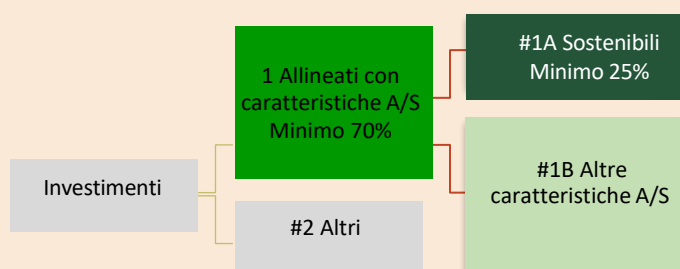 Investimenti
1 Allineati con
caratteristiche A/S
Minimo 70%
#2 Altri
#1A Sostenibili
Minimo 25%
#1B Altre
caratteristiche A/S